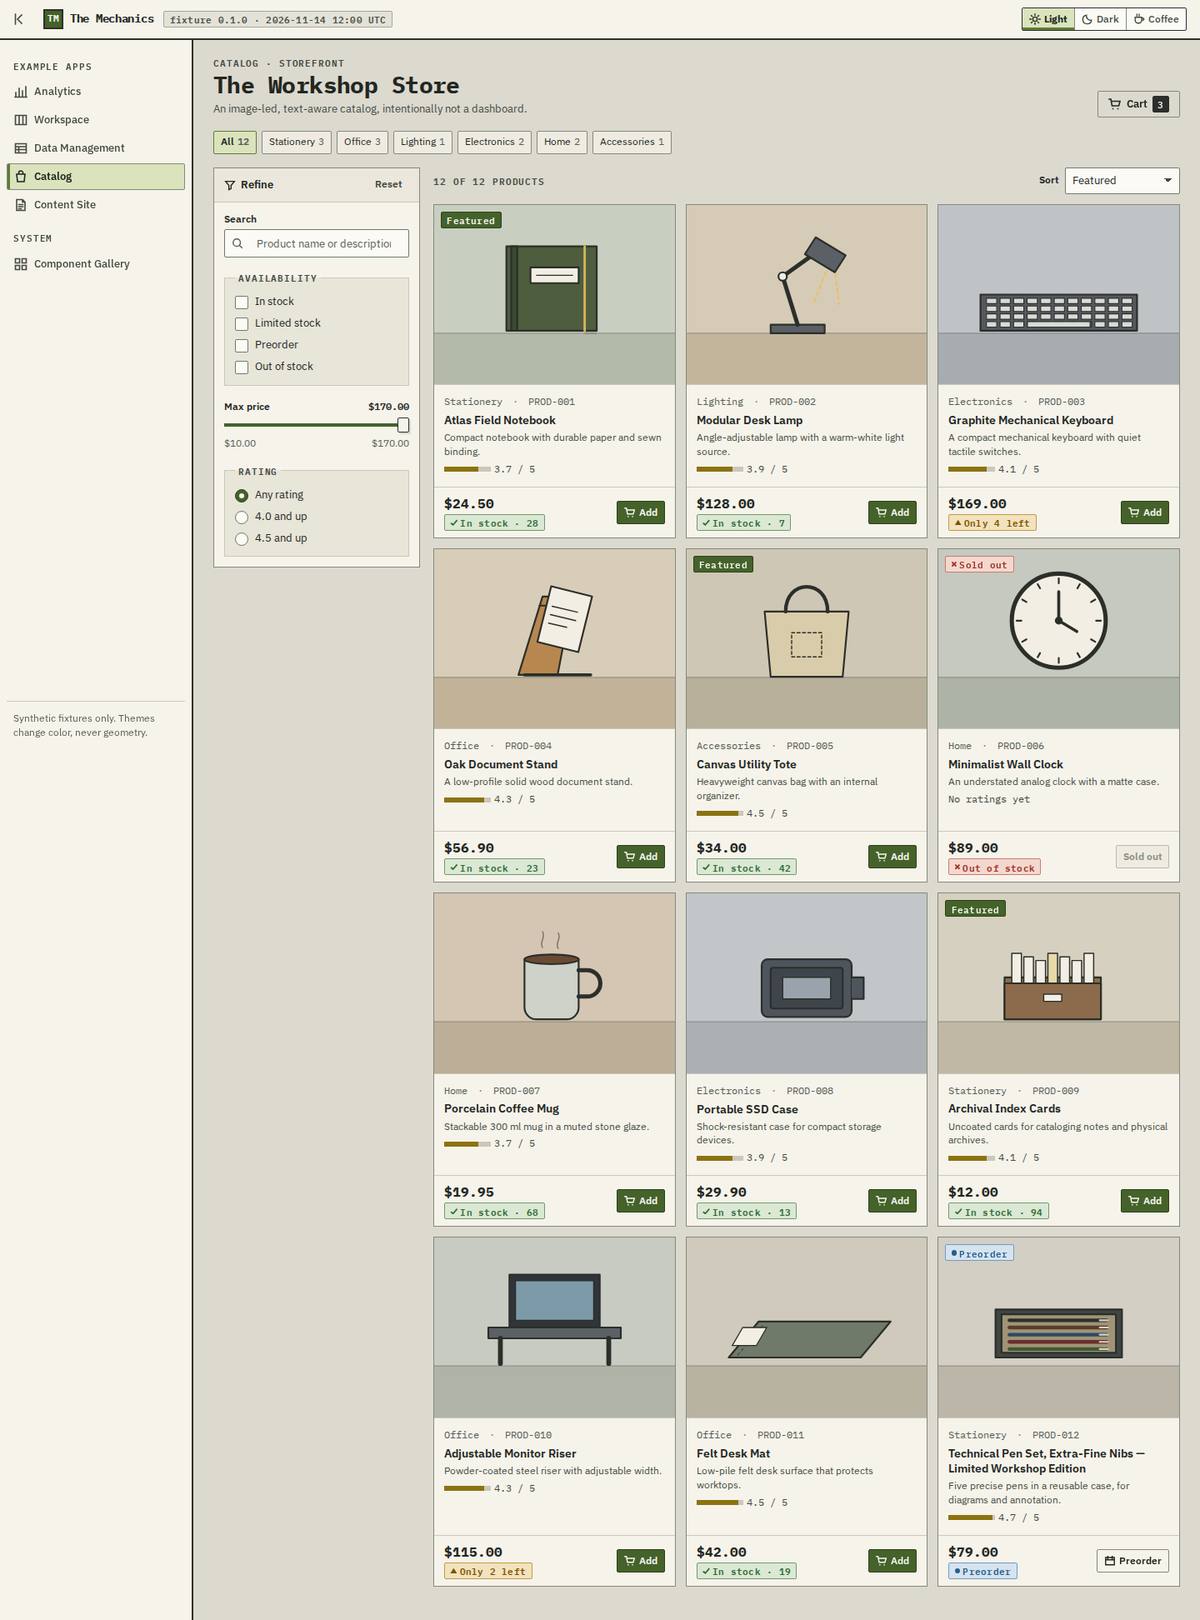 TM The Mechanics fixture 0.1.0 · 2026-11-14 12:00 UTC Light Dark Coffee
EXAMPLE APPS
Analytics
Workspace
Data Management
Catalog
Content Site
SYSTEM
Component Gallery
Synthetic fixtures only. Themes
change color, never geometry.
CATALOG · STOREFRONT
The Workshop Store
An image-led, text-aware catalog, intentionally not a dashboard.
Cart 3
All 12 Stationery 3 Office 3 Lighting 1 Electronics 2 Home 2 Accessories 1
Refine Reset
Search
Product name or description
AVAILABILITY
In stock
Limited stock
Preorder
Out of stock
Max price $170.00
$10.00 $170.00
RATING
Any rating
4.0 and up
4.5 and up
12 OF 12 PRODUCTS
Sort Featured
Featured
Stationery · PROD-001
Atlas Field Notebook
Compact notebook with durable paper and sewn
binding.
3.7 / 5
$24.50
In stock · 28
Add
Lighting · PROD-002
Modular Desk Lamp
Angle-adjustable lamp with a warm-white light
source.
3.9 / 5
$128.00
In stock · 7
Add
Electronics · PROD-003
Graphite Mechanical Keyboard
A compact mechanical keyboard with quiet
tactile switches.
4.1 / 5
$169.00
Only 4 left
Add
Office · PROD-004
Oak Document Stand
A low-profile solid wood document stand.
4.3 / 5
$56.90
In stock · 23
Add
Featured
Accessories · PROD-005
Canvas Utility Tote
Heavyweight canvas bag with an internal
organizer.
4.5 / 5
$34.00
In stock · 42
Add
Sold out
Home · PROD-006
Minimalist Wall Clock
An understated analog clock with a matte case.
No ratings yet
$89.00
Out of stock
Sold out
Home · PROD-007
Porcelain Coffee Mug
Stackable 300 ml mug in a muted stone glaze.
3.7 / 5
$19.95
In stock · 68
Add
Electronics · PROD-008
Portable SSD Case
Shock-resistant case for compact storage
devices.
3.9 / 5
$29.90
In stock · 13
Add
Featured
Stationery · PROD-009
Archival Index Cards
Uncoated cards for cataloging notes and physical
archives.
4.1 / 5
$12.00
In stock · 94
Add
Office · PROD-010
Adjustable Monitor Riser
Powder-coated steel riser with adjustable width.
4.3 / 5
$115.00
Only 2 left
Add
Office · PROD-011
Felt Desk Mat
Low-pile felt desk surface that protects
worktops.
4.5 / 5
$42.00
In stock · 19
Add
Preorder
Stationery · PROD-012
Technical Pen Set, Extra-Fine Nibs —
Limited Workshop Edition
Five precise pens in a reusable case, for
diagrams and annotation.
4.7 / 5
$79.00
Preorder
Preorder